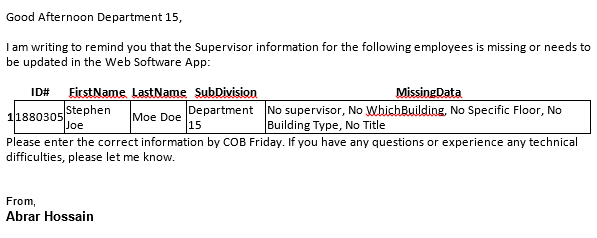 Good Afternoon Department 15,
I am writing to remind you that the Supervisor information for the following employees is missing or needs to
be updated in the Web Software App:
ID# FirstName LastName SubDivision MissingData
1 1880305 Stephen Joe Moe Doe Department 15 No supervisor, No WhichBuilding, No Specific Floor, No
Building Type, No Title
Please enter the correct information by COB Friday. If you have any questions or experience any technical
difficulties, please let me know.
From,
Abrar Hossain